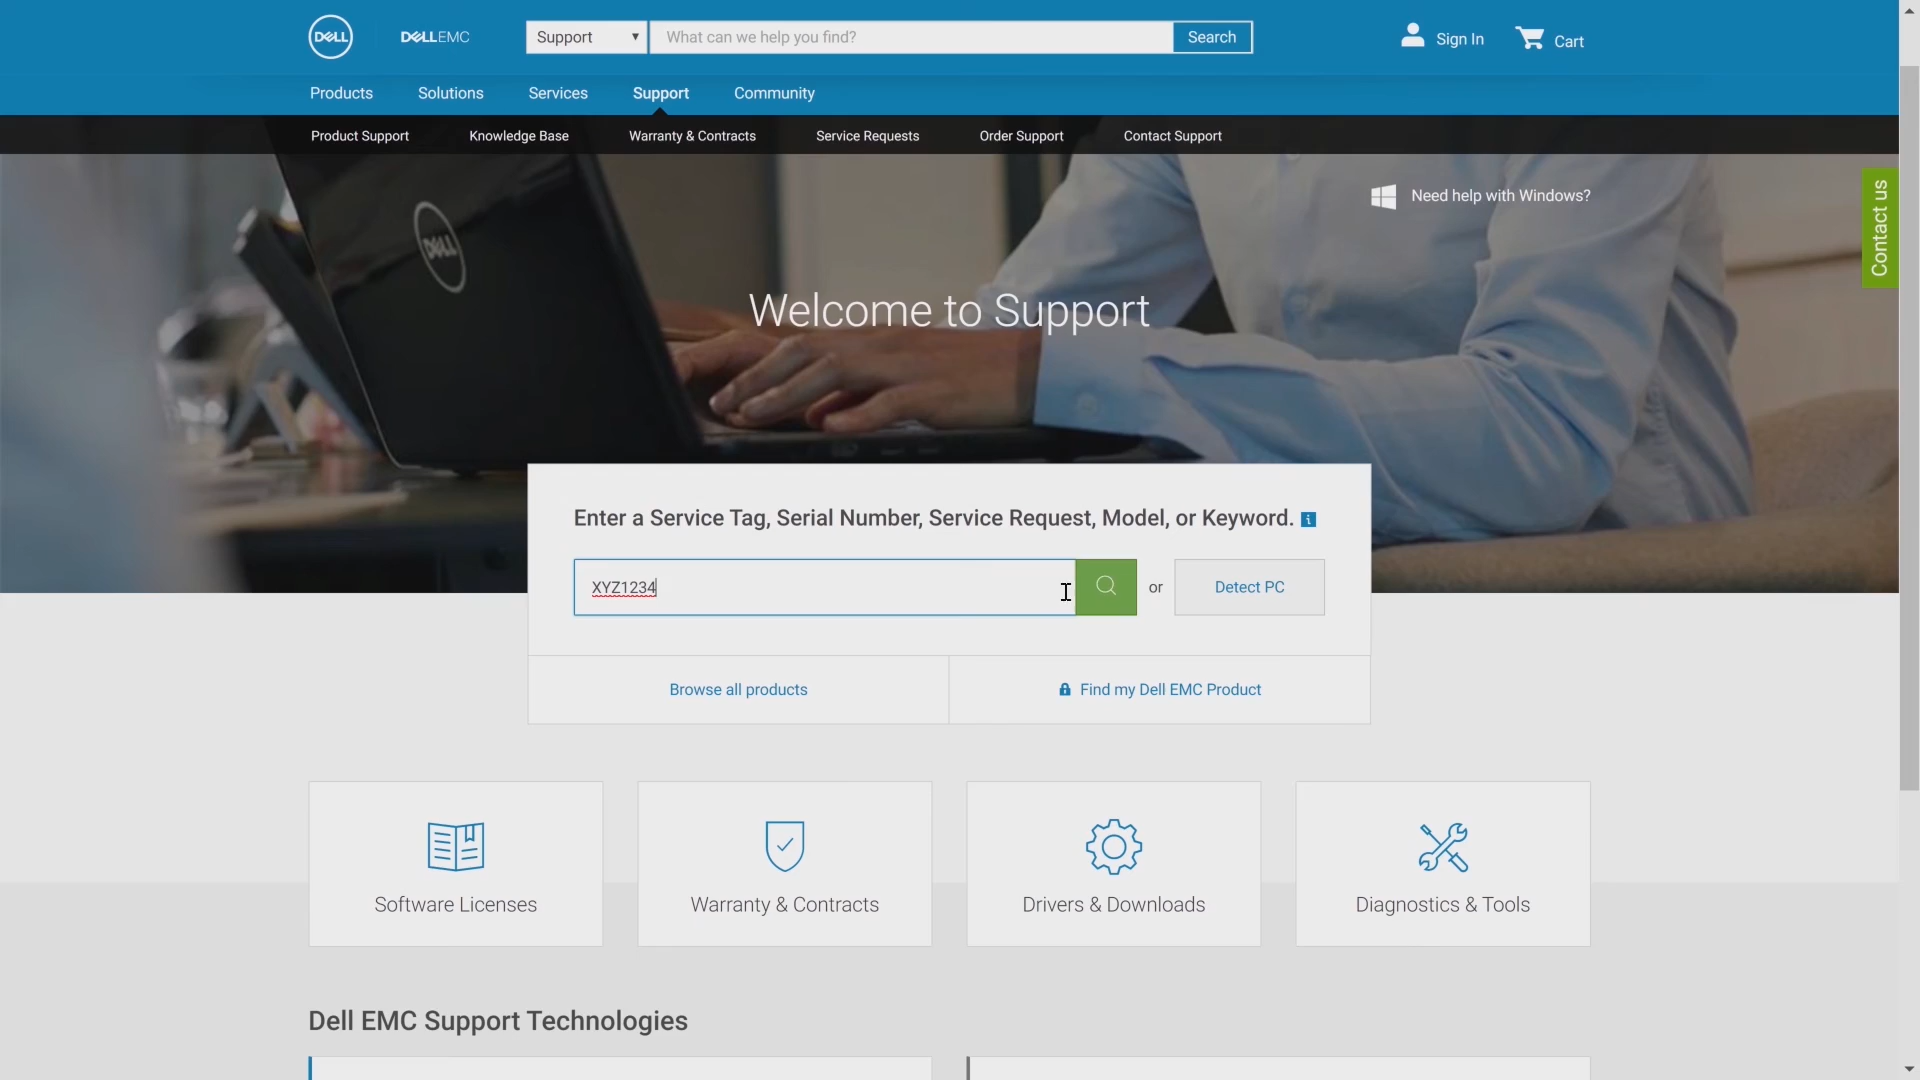 DELL
DELLEMC
Support
What can we help you find?
Search
Sign In
Cart
Products
Solutions
Services
Support
Community
Product Support
Knowledge Base
Warranty & Contracts
Service Requests
Order Support
Contact Support
DELL
Need help with Windows?
Contact us
Welcome to Support
Enter a Service Tag, Serial Number, Service Request, Model, or Keyword.
i
XYZ1234
or
Detect PC
Browse all products
Find my Dell EMC Product
Software Licenses
Warranty & Contracts
Drivers & Downloads
Diagnostics & Tools
Dell EMC Support Technologies